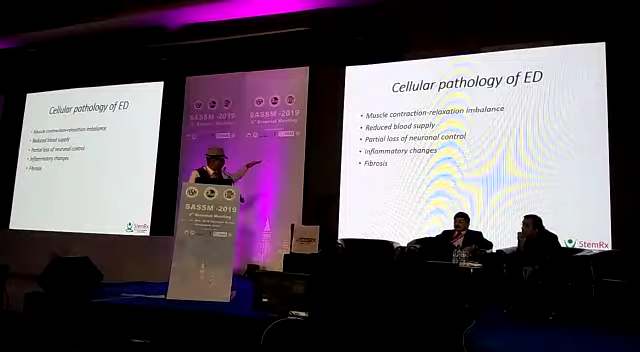 Cellular pathology of ED
• Muscle contraction-relaxation imbalance
• Reduced blood supply
• Partial loss of neuronal control
• Inflammatory changes
• Fibrosis
StemRx
SASSM -2019
SASSM -2019
SASSM -2019
Cellular pathology of ED
• Muscle contraction-relaxation imbalance
• Reduced blood supply
• Partial loss of neuronal control
• Inflammatory changes
• Fibrosis
StemRx